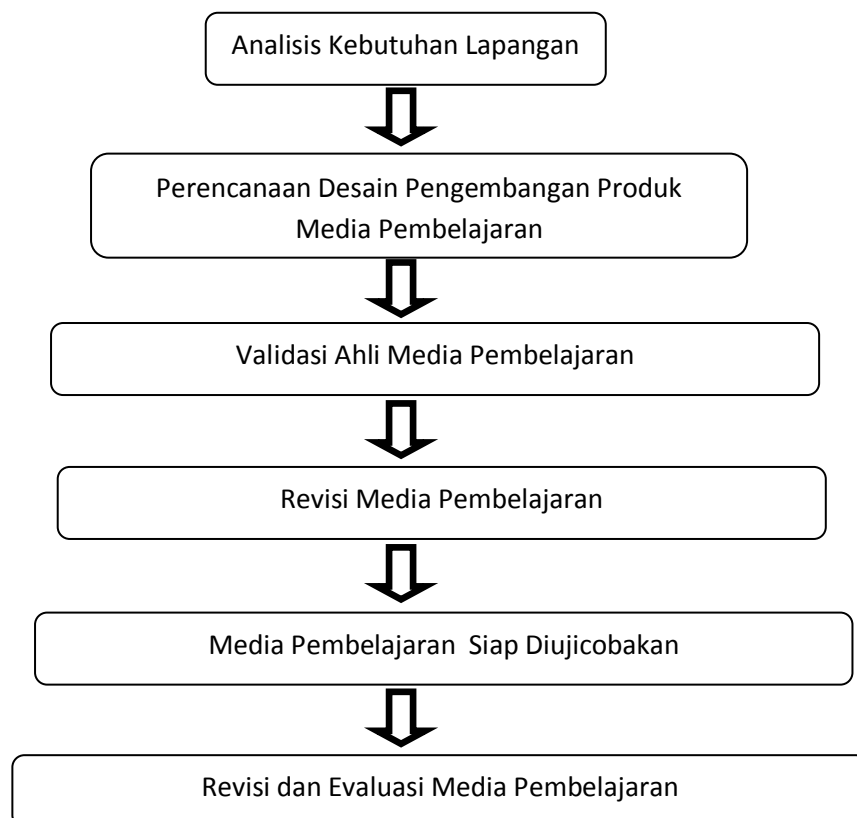 Analisis Kebutuhan Lapangan
Perencanaan Desain Pengembangan Produk
Media Pembelajaran
Validasi Ahli Media Pembelajaran
Revisi Media Pembelajaran
Media Pembelajaran  Siap Diujicobakan
Revisi dan Evaluasi Media Pembelajaran